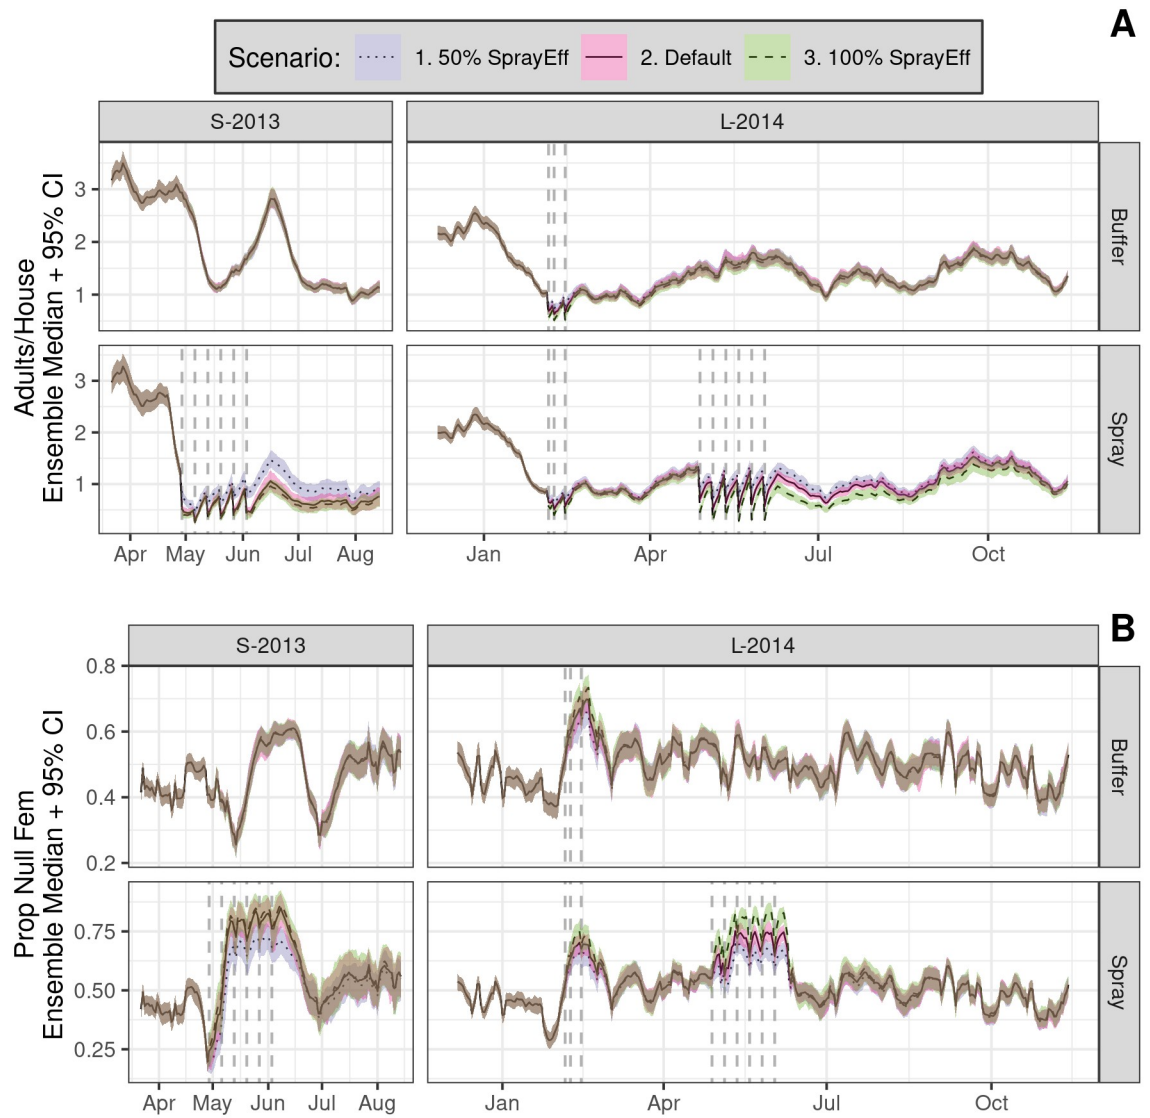 A
Scenario: 1. 50% SprayEff 2. Default 3. 100% SprayEff
S-2013 L-2014
Adults/House
Ensemble Median + 95% CI
3
2
1
Buffer
3
2
1
Spray
Apr May Jun Jul Aug Jan Apr Jul Oct
B
S-2013 L-2014
Prop Null Fem
Ensemble Median + 95% CI
0.8
0.6
0.4
0.2
Buffer
0.75
0.50
0.25
Spray
Apr May Jun Jul Aug Jan Apr Jul Oct